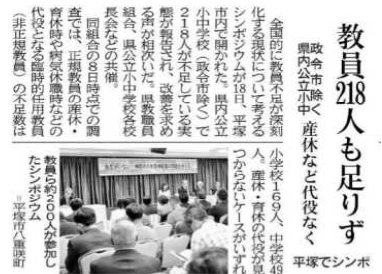 教員218人も足りず
政令市除く
県内公立小中
産休など代役なく
平塚でシンポ
全国的に教員不足が深刻
化する現状について考える
シンポジウムが18日、平塚
市内で開かれた。県内公立
小中学校(政令市除く)で
218人が不足している実
態が報告され、改善を求め
る声が相次いだ。県教職員
組合、県公立小中学校各校
長会などの共催。
同組合の8日時点での調
査では、正規教員の産休・
育休時や病気休職時などの
代役となる臨時的任用教員
(非正規教員)の不足数は
小学校169人、中学校49
人。産休・育休の代役が見
つからないケースがいずれ
教員ら約200人が参加し
たシンポジウム
=平塚市八重咲町